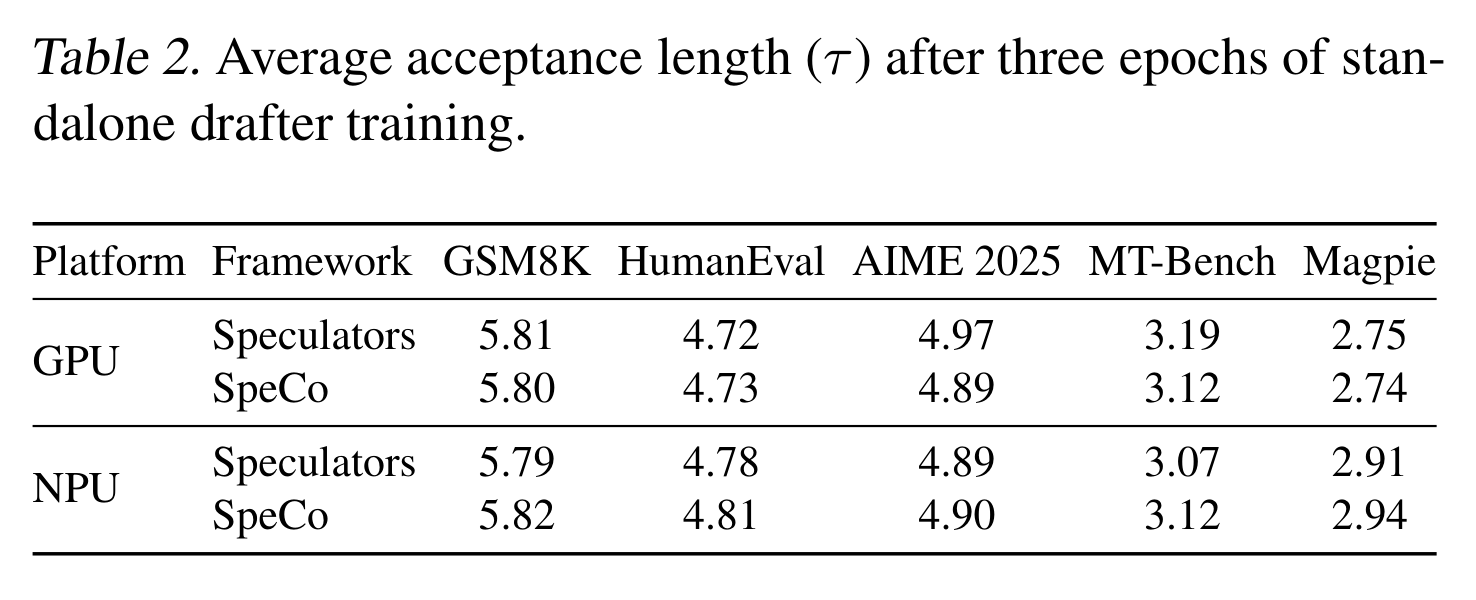 Table 2. Average acceptance length (τ) after three epochs of stan-
dalone drafter training.
Platform Framework GSM8K HumanEval AIME 2025 MT-Bench Magpie
GPU Speculators 5.81 4.72 4.97 3.19 2.75
SpeCo 5.80 4.73 4.89 3.12 2.74
NPU Speculators 5.79 4.78 4.89 3.07 2.91
SpeCo 5.82 4.81 4.90 3.12 2.94